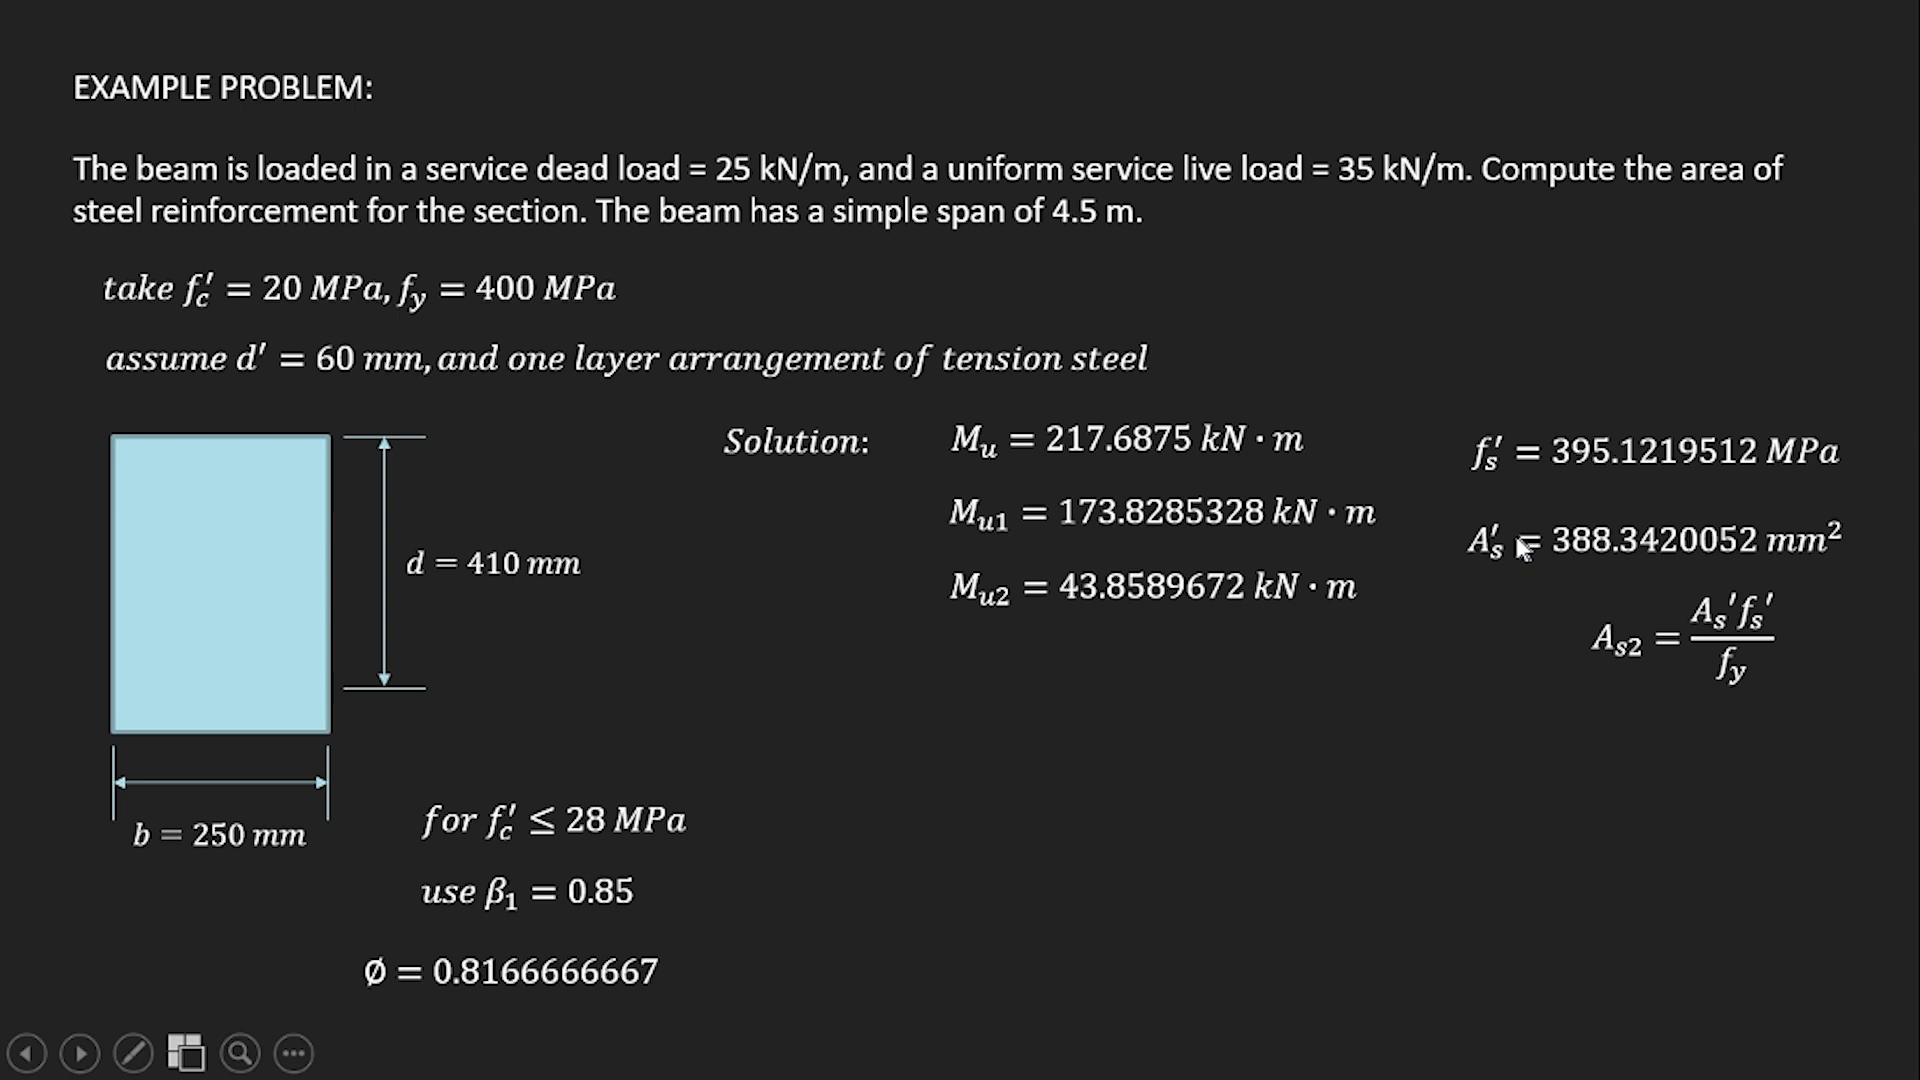 EXAMPLE PROBLEM:
The beam is loaded in a service dead load = 25 kN/m, and a uniform service live load = 35 kN/m. Compute the area of
steel reinforcement for the section. The beam has a simple span of 4.5 m.
take f′c = 20 MPa, fy = 400 MPa
assume d′ = 60 mm, and one layer arrangement of tension steel
Solution:
Mu = 217.6875 kN · m
Mu1 = 173.8285328 kN · m
Mu2 = 43.8589672 kN · m
f′s = 395.1219512 MPa
A′s = 388.3420052 mm²
As2 = As′fs′ / fy
d = 410 mm
b = 250 mm
for f′c ≤ 28 MPa
use β1 = 0.85
Ø = 0.8166666667